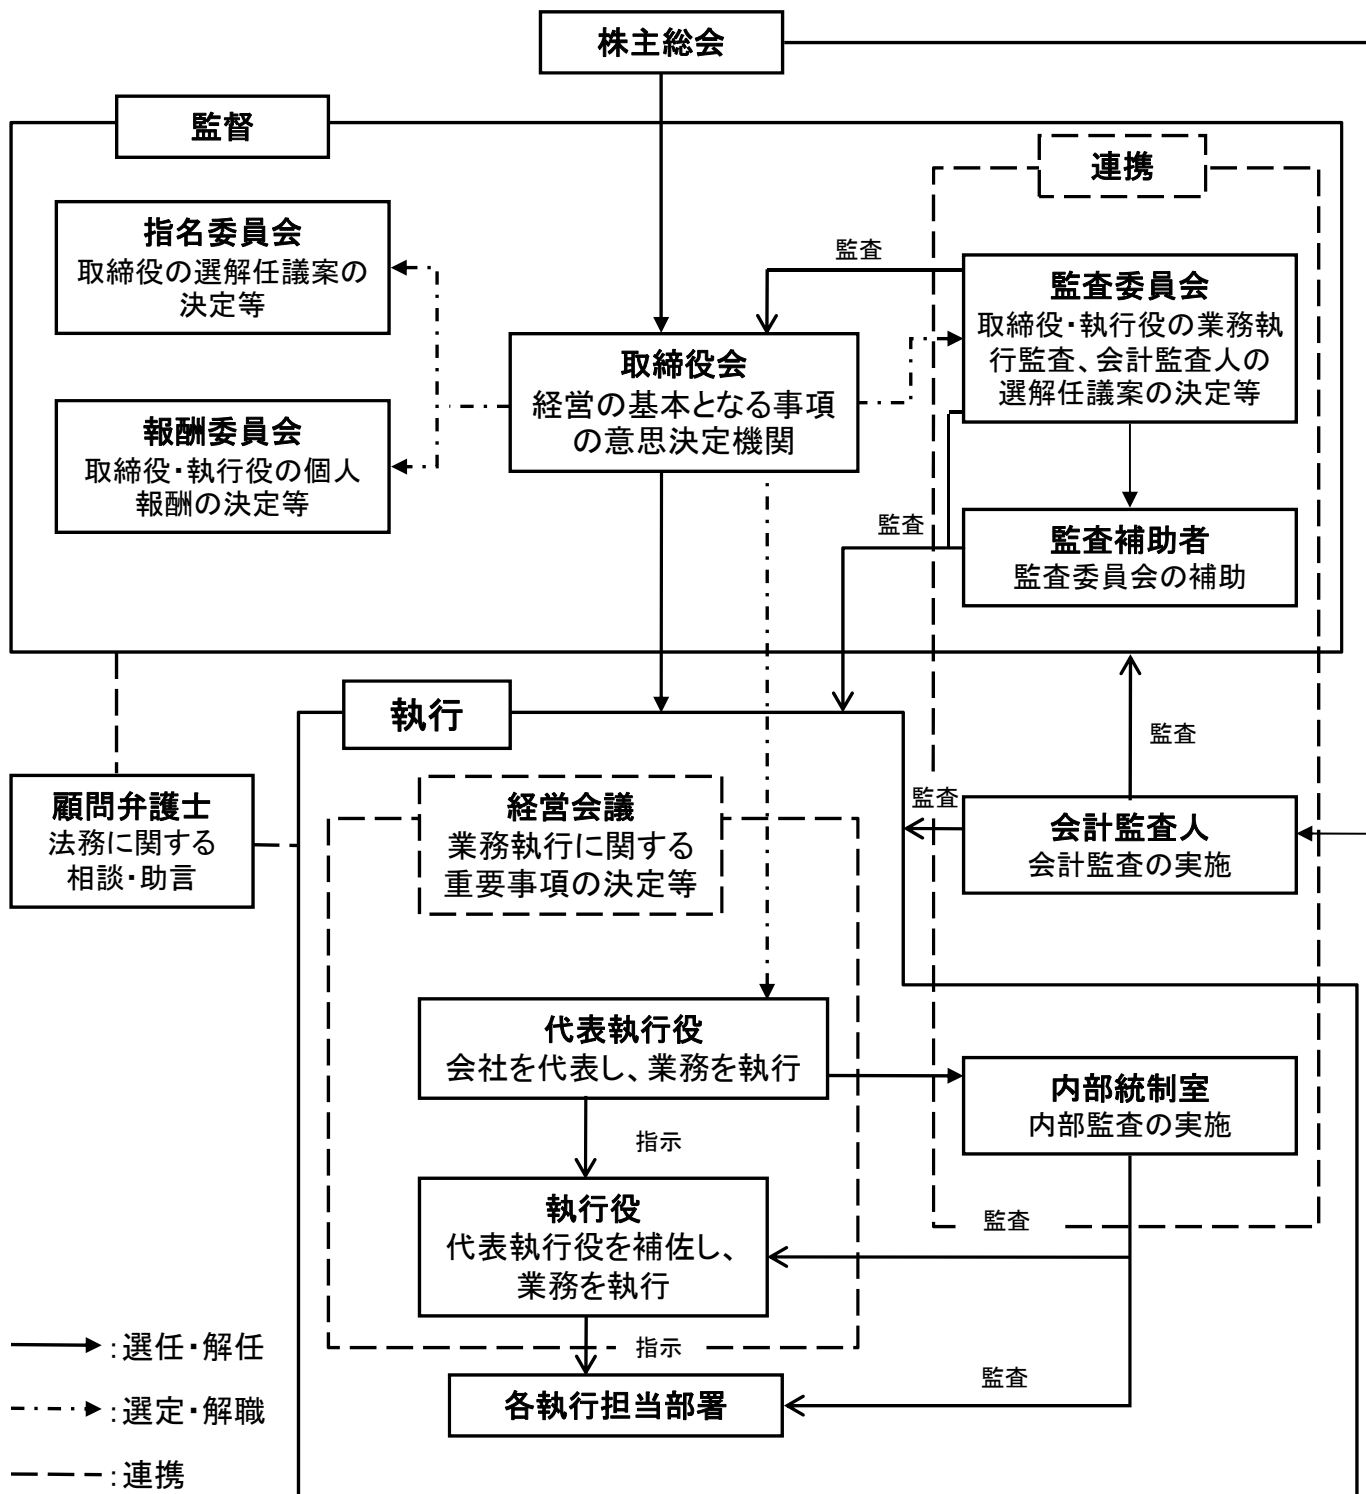 株主総会
監督
連携
指名委員会
取締役の選解任議案の
決定等
監査
監査委員会
取締役・執行役の業務執
行監査、会計監査人の
選解任議案の決定等
取締役会
経営の基本となる事項
の意思決定機関
報酬委員会
取締役・執行役の個人
報酬の決定等
監査
監査補助者
監査委員会の補助
執行
監査
顧問弁護士
法務に関する
相談・助言
経営会議
業務執行に関する
重要事項の決定等
監査
会計監査人
会計監査の実施
代表執行役
会社を代表し、業務を執行
内部統制室
内部監査の実施
指示
執行役
代表執行役を補佐し、
業務を執行
監査
指示
監査
各執行担当部署
:選任・解任
:選定・解職
:連携